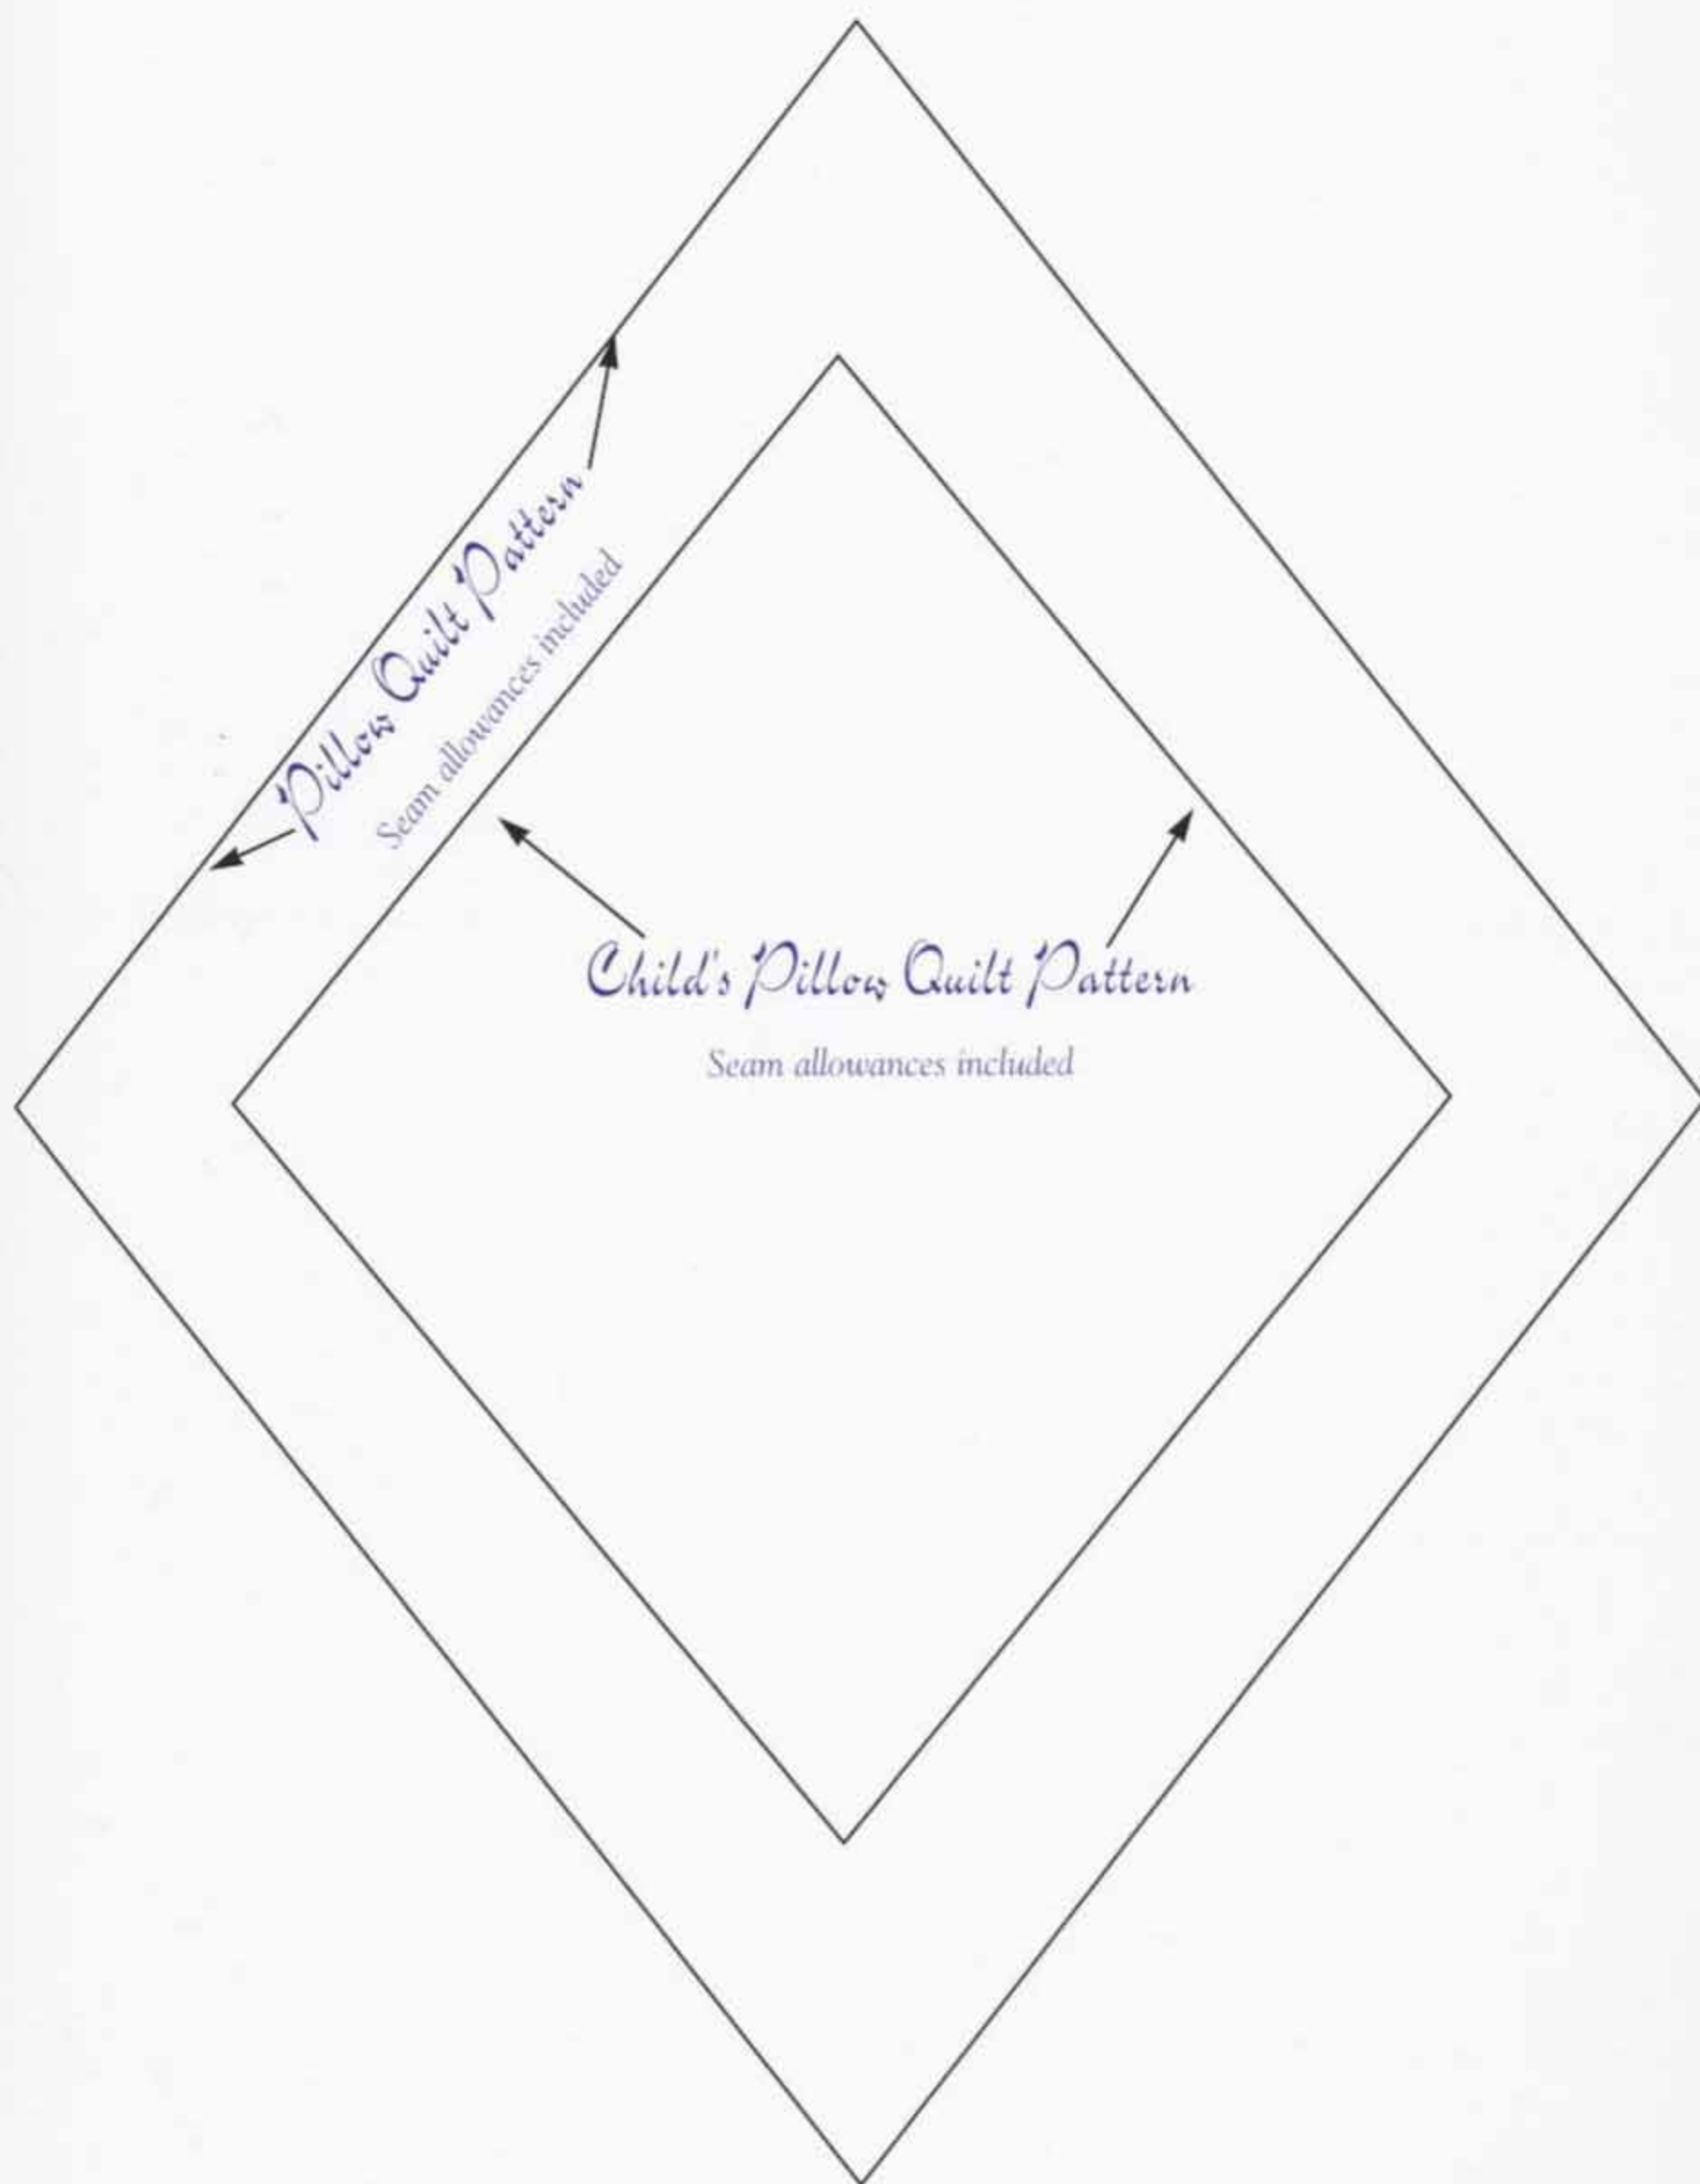 Pillow Quilt Pattern
Seam allowances included
Child's Pillow Quilt Pattern
Seam allowances included